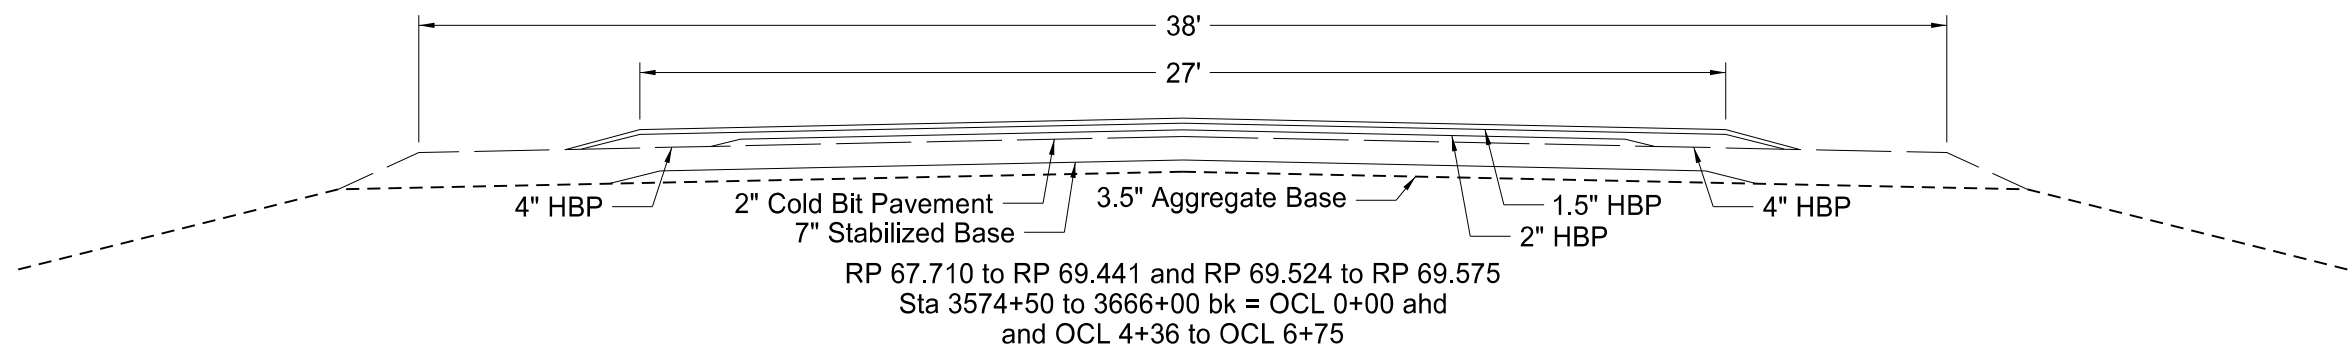 38'
27'
4" HBP
2" Cold Bit Pavement
7" Stabilized Base
3.5" Aggregate Base
1.5" HBP
2" HBP
4" HBP
RP 67.710 to RP 69.441 and RP 69.524 to RP 69.575
Sta 3574+50 to 3666+00 bk = OCL 0+00 ahd
and OCL 4+36 to OCL 6+75